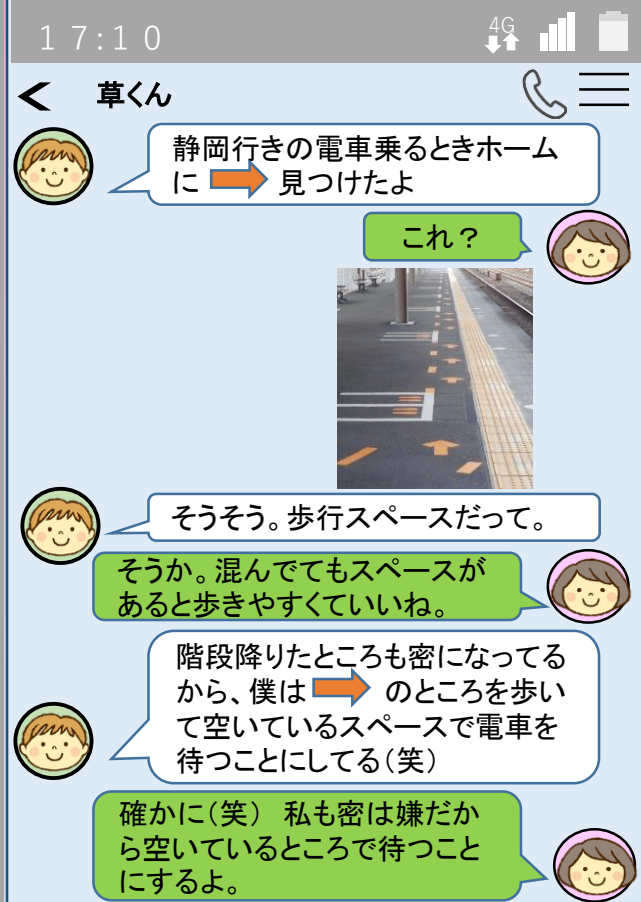 17:10
4G
草くん
静岡行きの電車乗るときホーム
に ➡ 見つけたよ
これ？
そうそう。歩行スペースだって。
そうか。混んでてもスペースが
あると歩きやすくていいね。
階段降りたところも密になってる
から、僕は ➡ のところを歩い
て空いているスペースで電車を
待つことにしてる（笑）
確かに（笑） 私も密は嫌だか
ら空いているところで待つこと
にするよ。